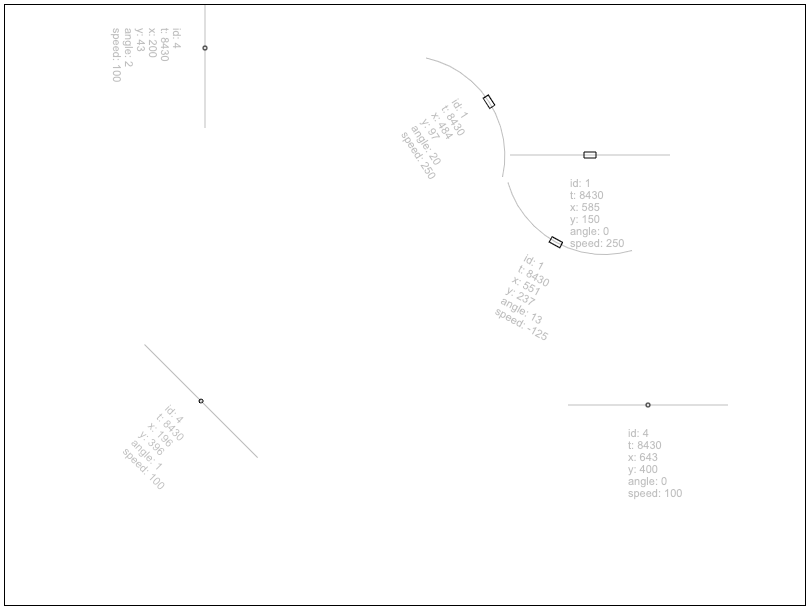 id: 4
t: 8430
x: 200
y: 43
angle: 2
speed: 100
id: 1
t: 8430
x: 484
y: 97
angle: 20
speed: 250
id: 1
t: 8430
x: 585
y: 150
angle: 0
speed: 250
id: 1
t: 8430
x: 551
y: 237
angle: 13
speed: -125
id: 4
t: 8430
x: 196
y: 396
angle: 1
speed: 100
id: 4
t: 8430
x: 643
y: 400
angle: 0
speed: 100